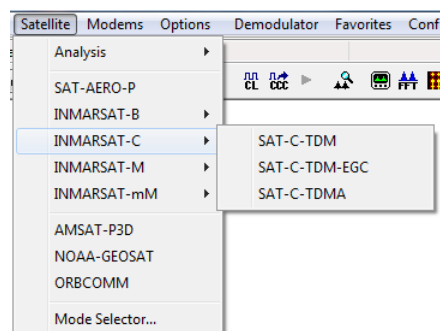 Satellite Modems Options Demodulator Favorites Conf
Analysis
CL CCC FFT
SAT-AERO-P
INMARSAT-B
INMARSAT-C SAT-C-TDM
INMARSAT-M SAT-C-TDM-EGC
INMARSAT-mM SAT-C-TDMA
AMSAT-P3D
NOAA-GEOSAT
ORBCOMM
Mode Selector...